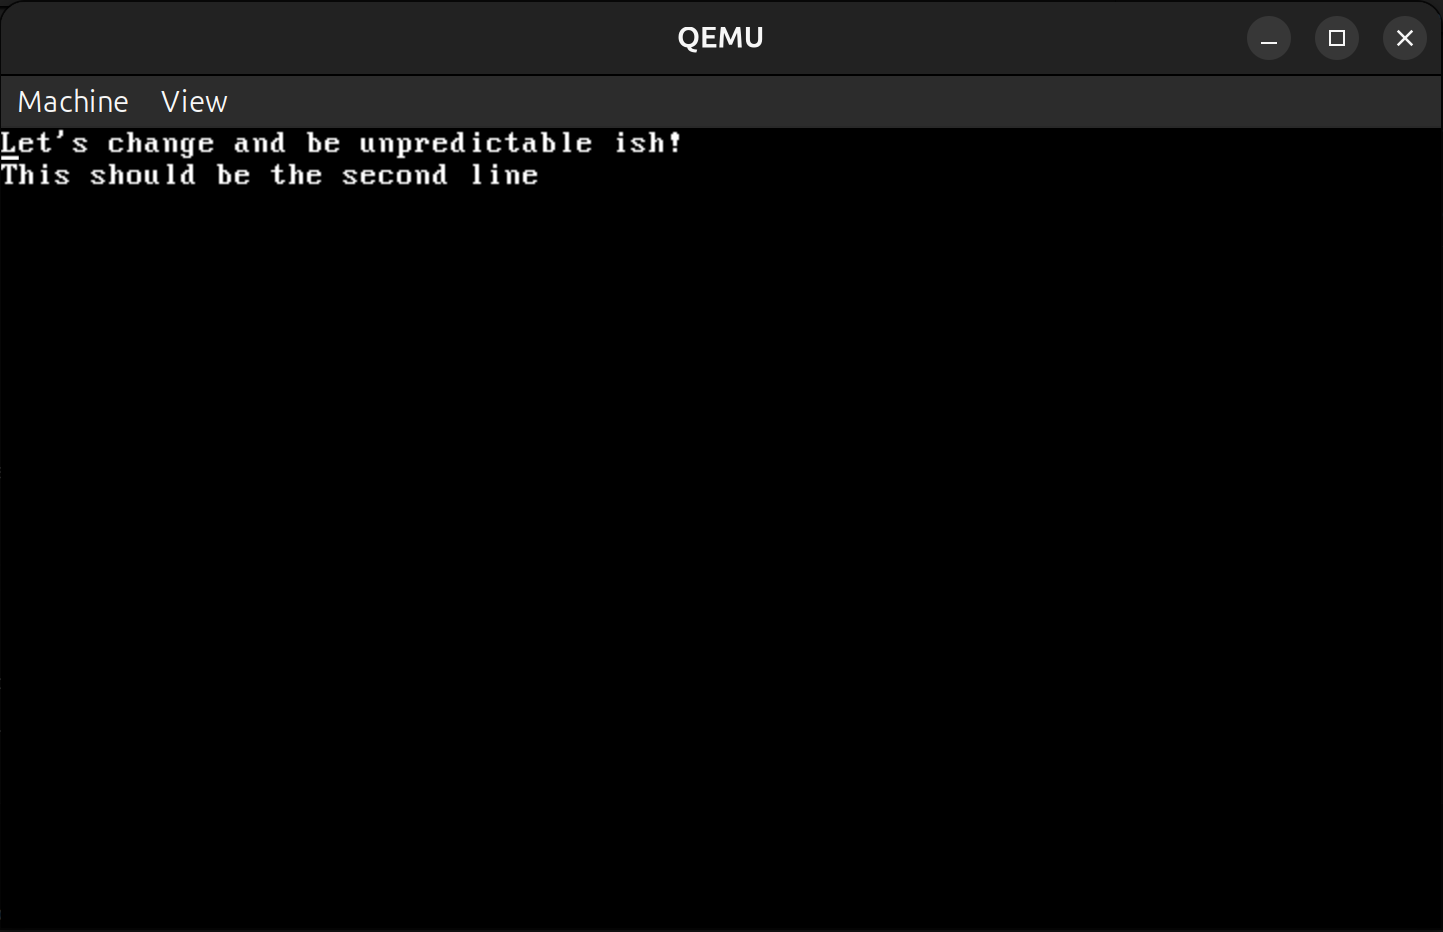 QEMU
Machine View
Let's change and be unpredictable ish!
This should be the second line